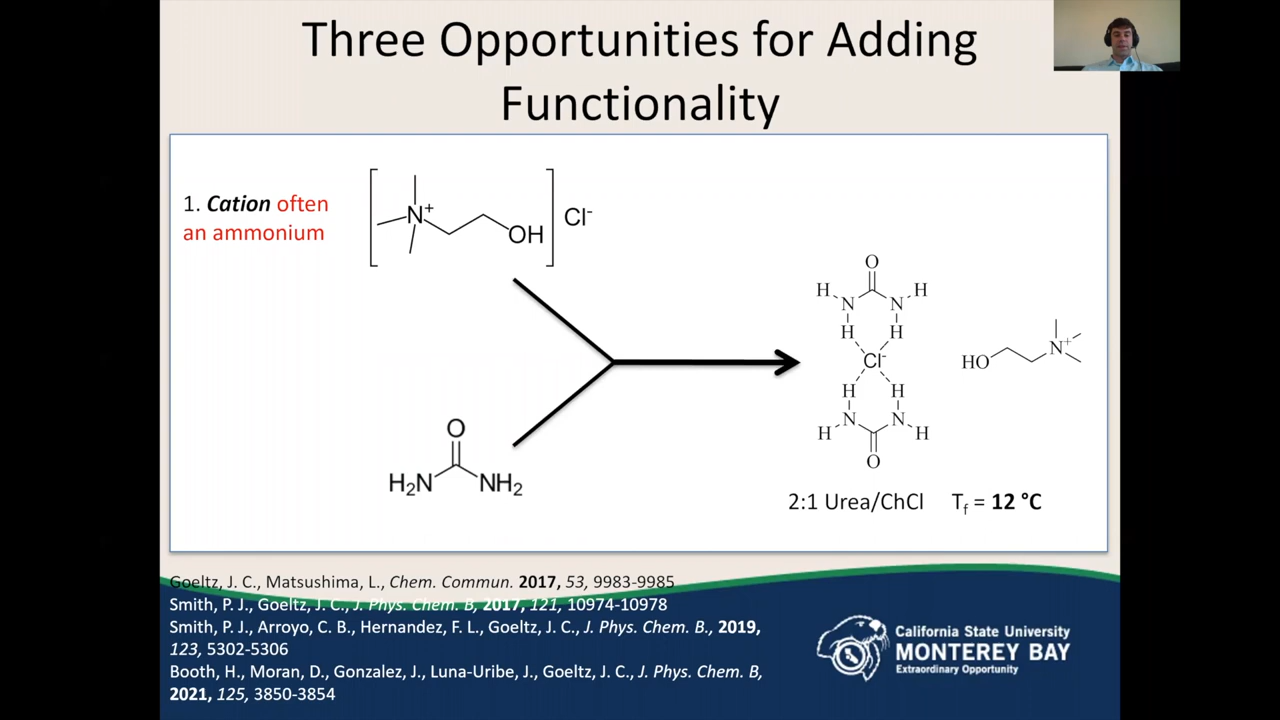 Three Opportunities for Adding
Functionality
1. Cation often
an ammonium
N+
OH
Cl-
O
H2N
NH2
O
H
N
N
H
H
H
Cl-
H
H
H
N
N
H
O
HO
N+
2:1 Urea/ChCl Tf = 12 °C
Goeltz, J. C., Matsushima, L., Chem. Commun. 2017, 53, 9983-9985
Smith, P. J., Goeltz, J. C., J. Phys. Chem. B, 2017, 121, 10974-10978
Smith, P. J., Arroyo, C. B., Hernandez, F. L., Goeltz, J. C., J. Phys. Chem. B., 2019,
123, 5302-5306
Booth, H., Moran, D., Gonzalez, J., Luna-Uribe, J., Goeltz, J. C., J. Phys. Chem. B,
2021, 125, 3850-3854
California State University
MONTEREY BAY
Extraordinary Opportunity